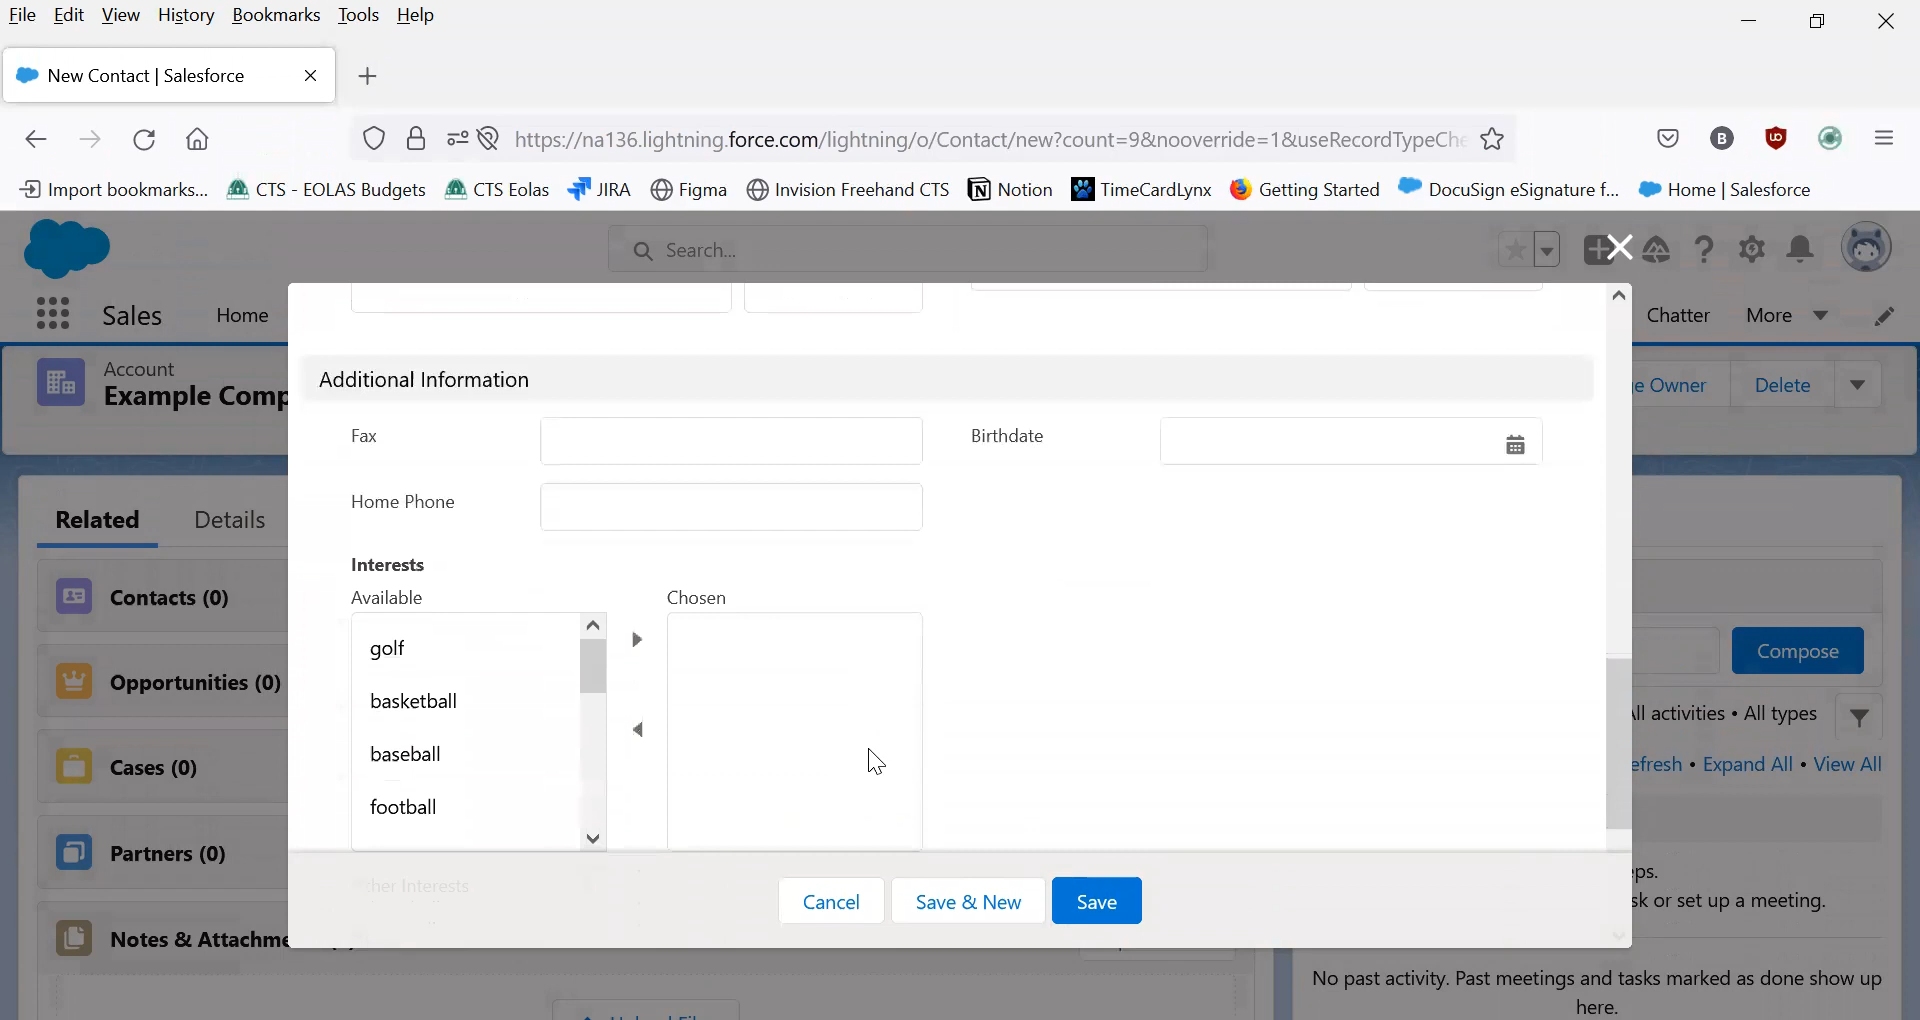 File Edit View History Bookmarks Tools Help
New Contact | Salesforce
https://na136.lightning.force.com/lightning/o/Contact/new?count=9&nooverride=1&useRecordTypeChe
Import bookmarks... CTS - EOLAS Budgets CTS Eolas JIRA Figma Invision Freehand CTS Notion TimeCardLynx Getting Started DocuSign eSignature f... Home | Salesforce
Search...
Sales Home Chatter More
Account
Example Comp
e Owner Delete
Additional Information
Fax
Birthdate
Home Phone
Related Details
Interests
Available Chosen
Contacts (0)
golf
Compose
Opportunities (0)
basketball
All activities • All types
baseball
Cases (0)
efresh • Expand All • View All
football
Partners (0)
eps.
her Interests
Cancel Save & New Save
sk or set up a meeting.
Notes & Attachme
No past activity. Past meetings and tasks marked as done show up
here.